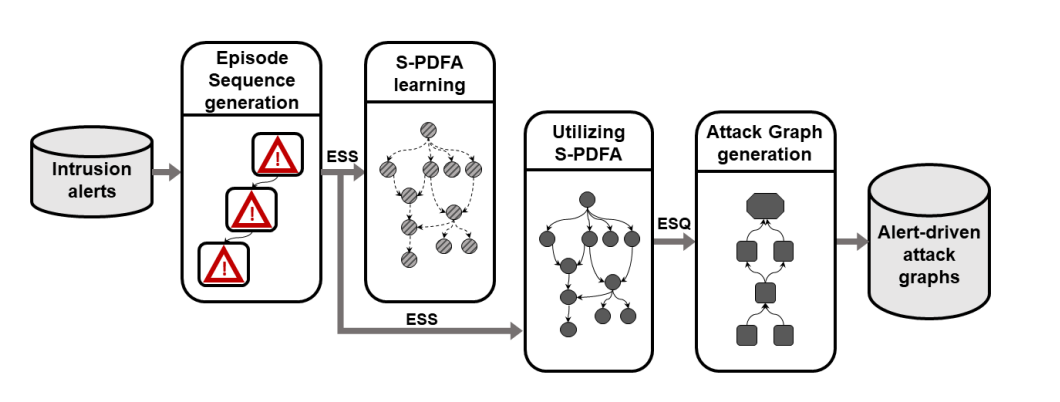 Intrusion
alerts
Episode
Sequence
generation
!
!
!
ESS
S-PDFA
learning
ESS
Utilizing
S-PDFA
ESQ
Attack Graph
generation
Alert-driven
attack
graphs